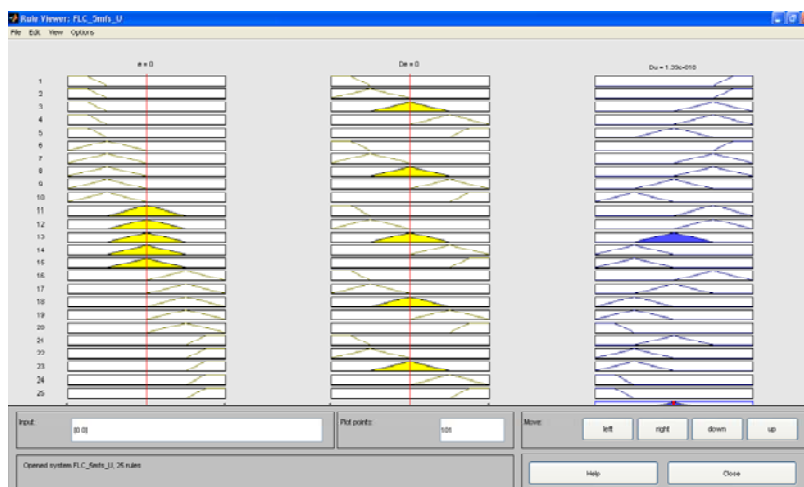 Rule Viewer: FLC_5mfs_U
File Edit View Options
e = 0
De = 0
Du = 1.39e-018
1
2
3
4
5
6
7
8
9
10
11
12
13
14
15
16
17
18
19
20
21
22
23
24
25
Input:
[0 0]
Plot points:
101
Move:
left
right
down
up
Opened system FLC_5mfs_U, 25 rules
Help
Close